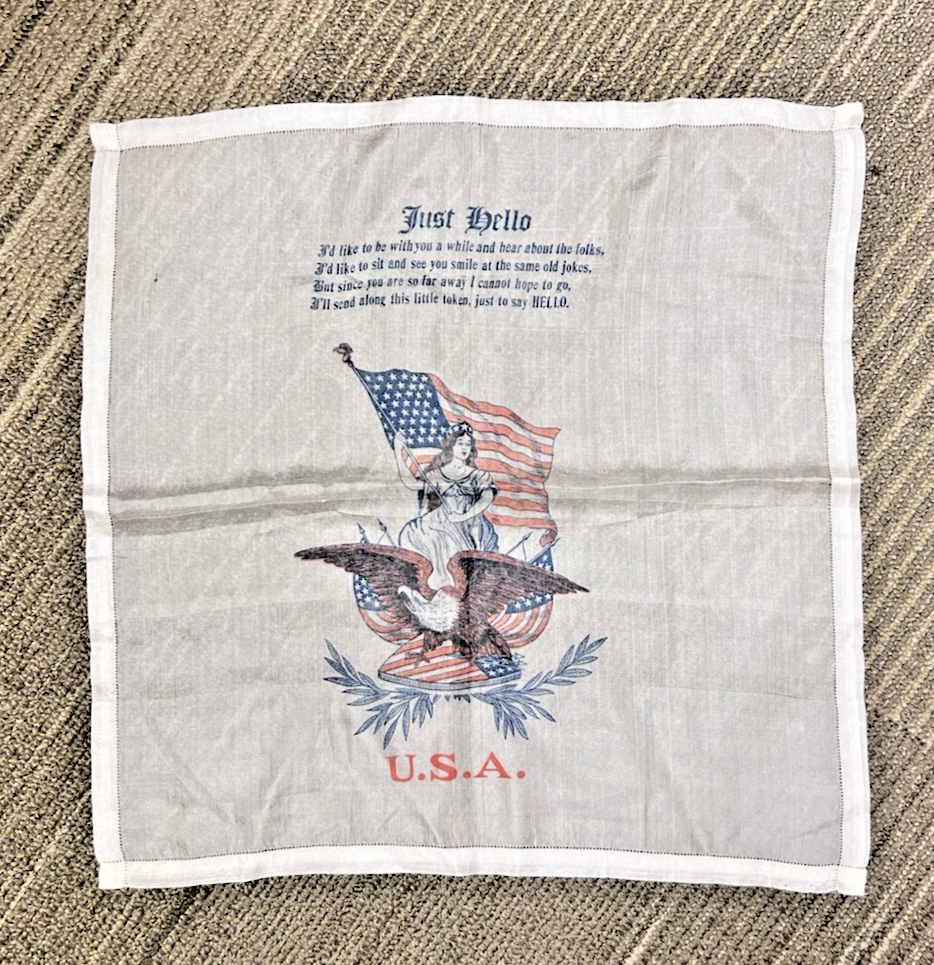 Just Hello
I'd like to be with you a while and hear about the folks,
I'd like to sit and see you smile at the same old jokes,
But since you are so far away I cannot hope to go,
I'll send along this little token, just to say HELLO.
U.S.A.